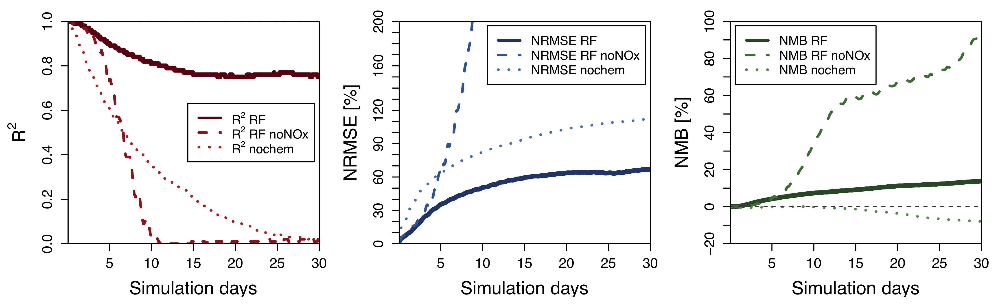 R²
1.0
0.8
0.6
0.4
0.2
0.0
R² RF
R² RF noNOx
R² nochem
5 10 15 20 25 30
Simulation days
NRMSE [%]
200
160
120
90
60
30
0
NRMSE RF
NRMSE RF noNOx
NRMSE nochem
5 10 15 20 25 30
Simulation days
NMB [%]
100
80
60
40
20
0
−20
NMB RF
NMB RF noNOx
NMB nochem
5 10 15 20 25 30
Simulation days